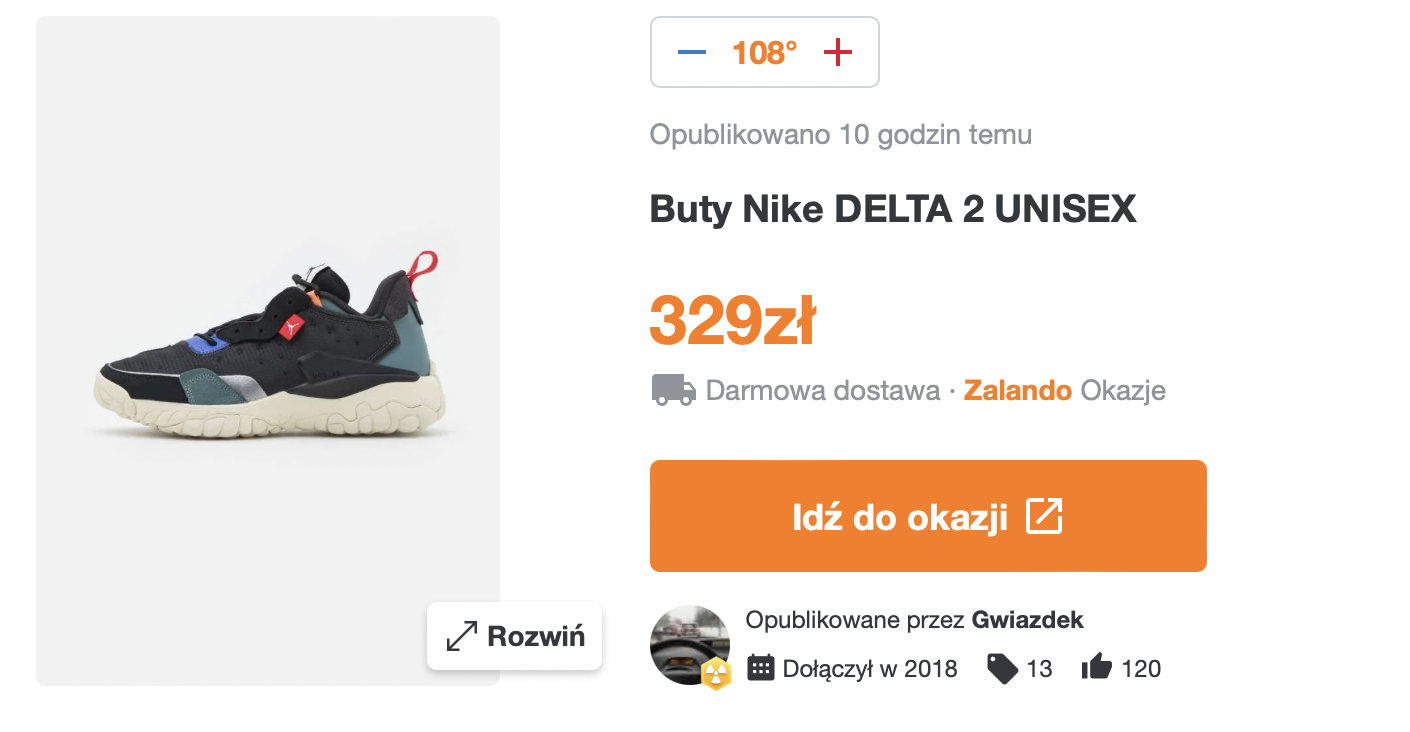 108°
Opublikowano 10 godzin temu
Buty Nike DELTA 2 UNISEX
329zł
Darmowa dostawa · Zalando Okazje
Idź do okazji
Rozwiń
Opublikowane przez Gwiazdek
Dołączył w 2018 13 120